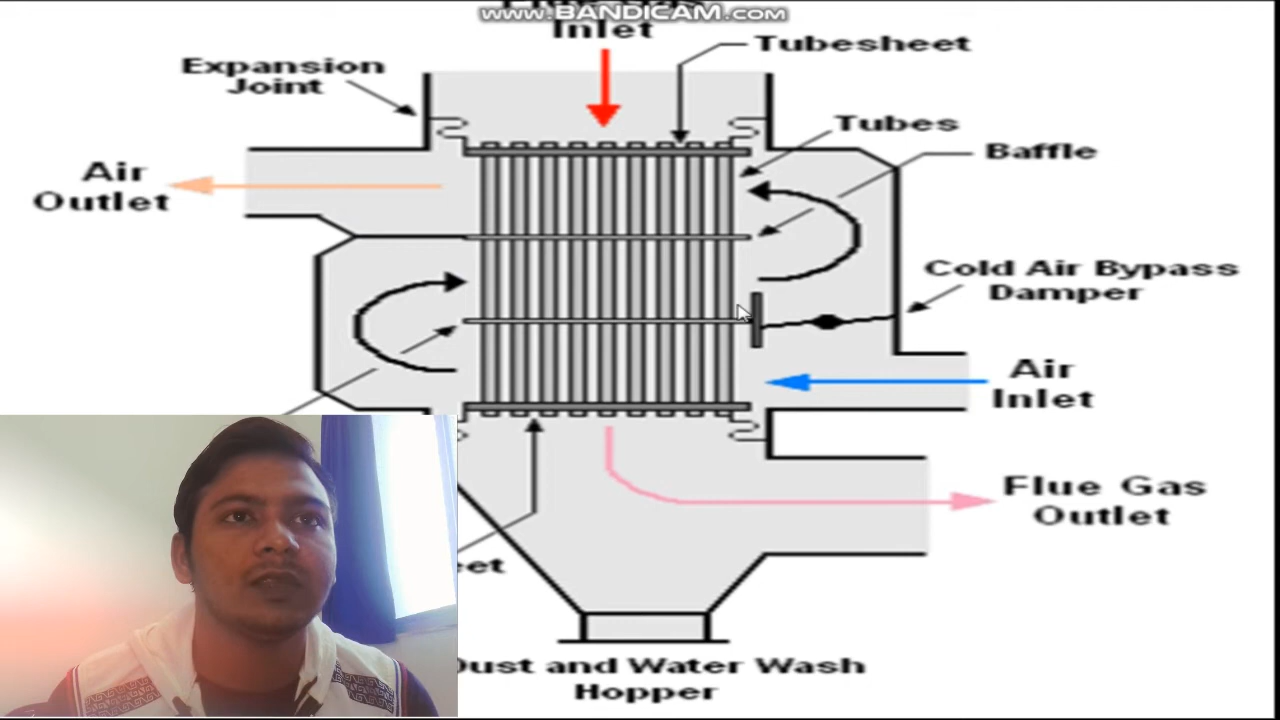 www.BANDICAM.com
Inlet
Tubesheet
Expansion
Joint
Tubes
Baffle
Air
Outlet
Cold Air Bypass
Damper
Air
Inlet
Flue Gas
Outlet
Dust and Water Wash
Hopper